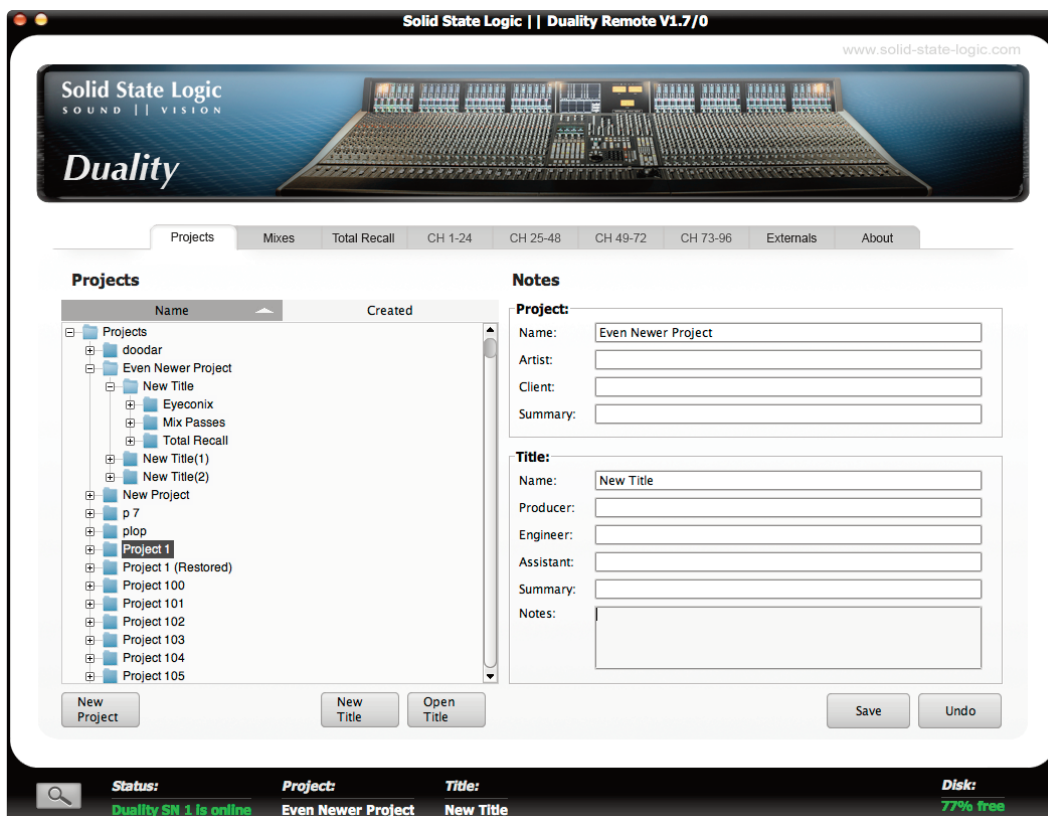 Solid State Logic || Duality Remote V1.7/0
www.solid-state-logic.com
Solid State Logic
SOUND || VISION
Duality
Projects Mixes Total Recall CH 1-24 CH 25-48 CH 49-72 CH 73-96 Externals About
Projects
Name Created
Projects
doodar
Even Newer Project
New Title
Eyeconix
Mix Passes
Total Recall
New Title(1)
New Title(2)
New Project
p 7
plop
Project 1
Project 1 (Restored)
Project 100
Project 101
Project 102
Project 103
Project 104
Project 105
New Project
New Title
Open Title
Notes
Project:
Name: Even Newer Project
Artist:
Client:
Summary:
Title:
Name: New Title
Producer:
Engineer:
Assistant:
Summary:
Notes:
Save Undo
Status: Project: Title: Disk:
Duality SN 1 is online Even Newer Project New Title 77% free